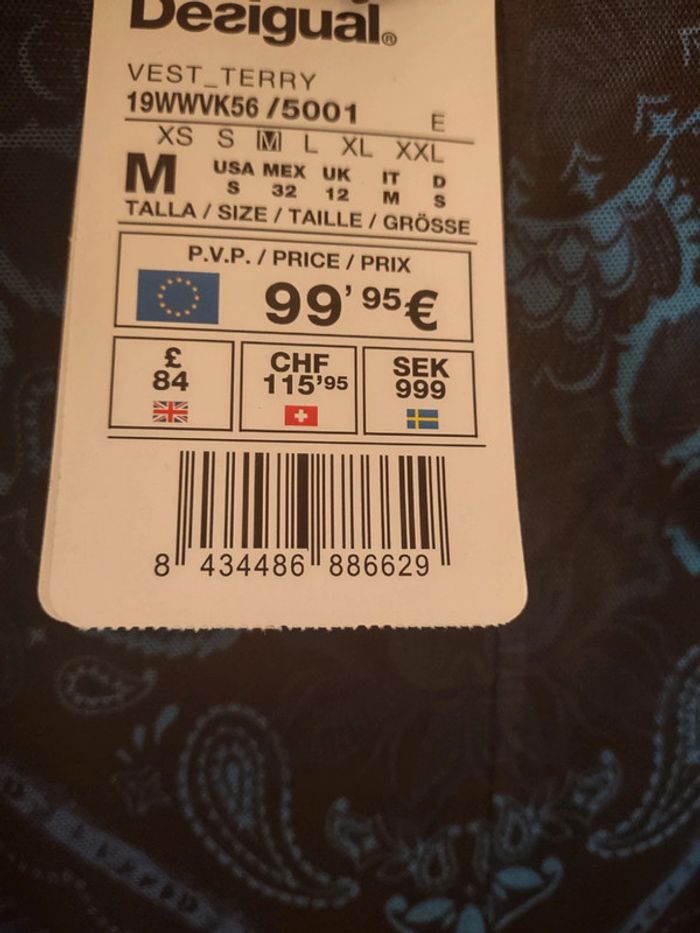 Desigual®
VEST_TERRY
19WWVK56 /5001 E
XS S M L XL XXL
M USA MEX UK IT D
S 32 12 M S
TALLA / SIZE / TAILLE / GRÖSSE
P.V.P. / PRICE / PRIX
99'95€
£ CHF SEK
84 115'95 999
8 434486 886629